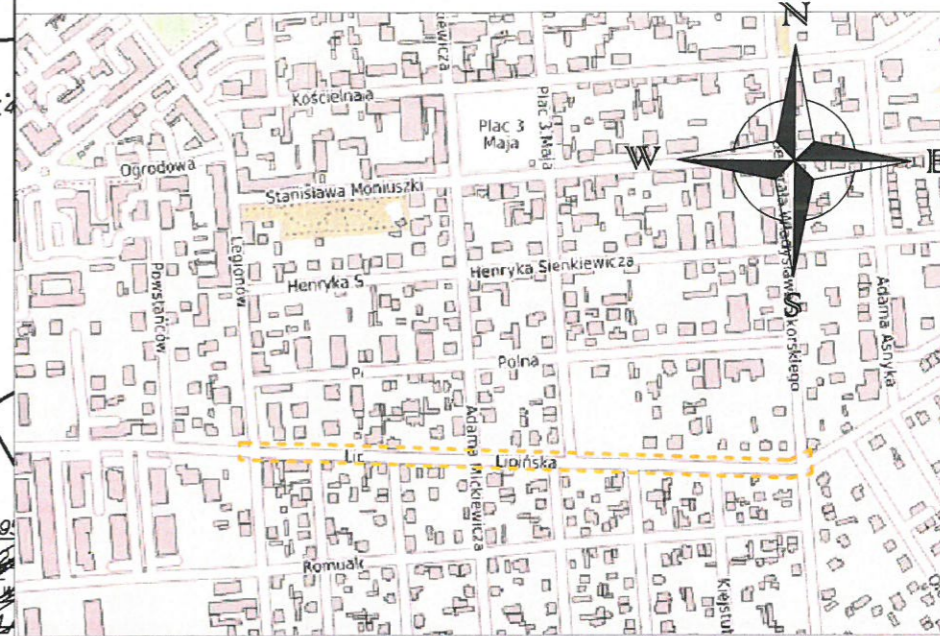 N
Kościelna
Plac 3
Maja
Plac 3 Maja
W
E
Ogrodowa
Stanisława Moniuszki
Legionów
Henryka Sienkiewicza
Powstańców
Henryka S
S
Adama Asnyka
Polna
Adama Mickiewicza
Lipińska
Romuald
Kiejstut